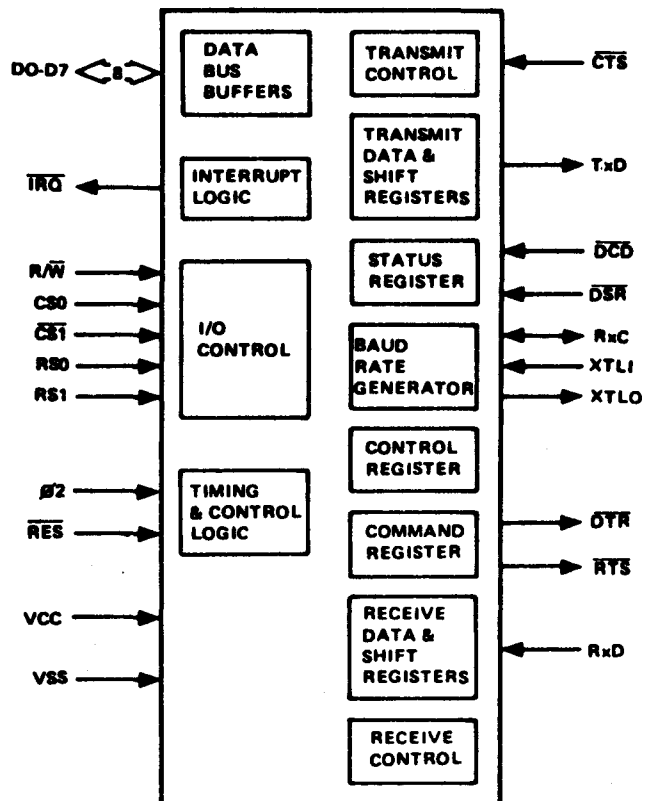 DATA
BUS
BUFFERS
DO-D7
8
INTERRUPT
LOGIC
IRQ
I/O
CONTROL
R/W
CS0
CS1
RS0
RS1
TIMING
& CONTROL
LOGIC
Ø2
RES
VCC
VSS
TRANSMIT
CONTROL
CTS
TRANSMIT
DATA &
SHIFT
REGISTERS
TxD
STATUS
REGISTER
DCD
DSR
BAUD
RATE
GENERATOR
RxC
XTLI
XTLO
CONTROL
REGISTER
COMMAND
REGISTER
DTR
RTS
RECEIVE
DATA &
SHIFT
REGISTERS
RxD
RECEIVE
CONTROL